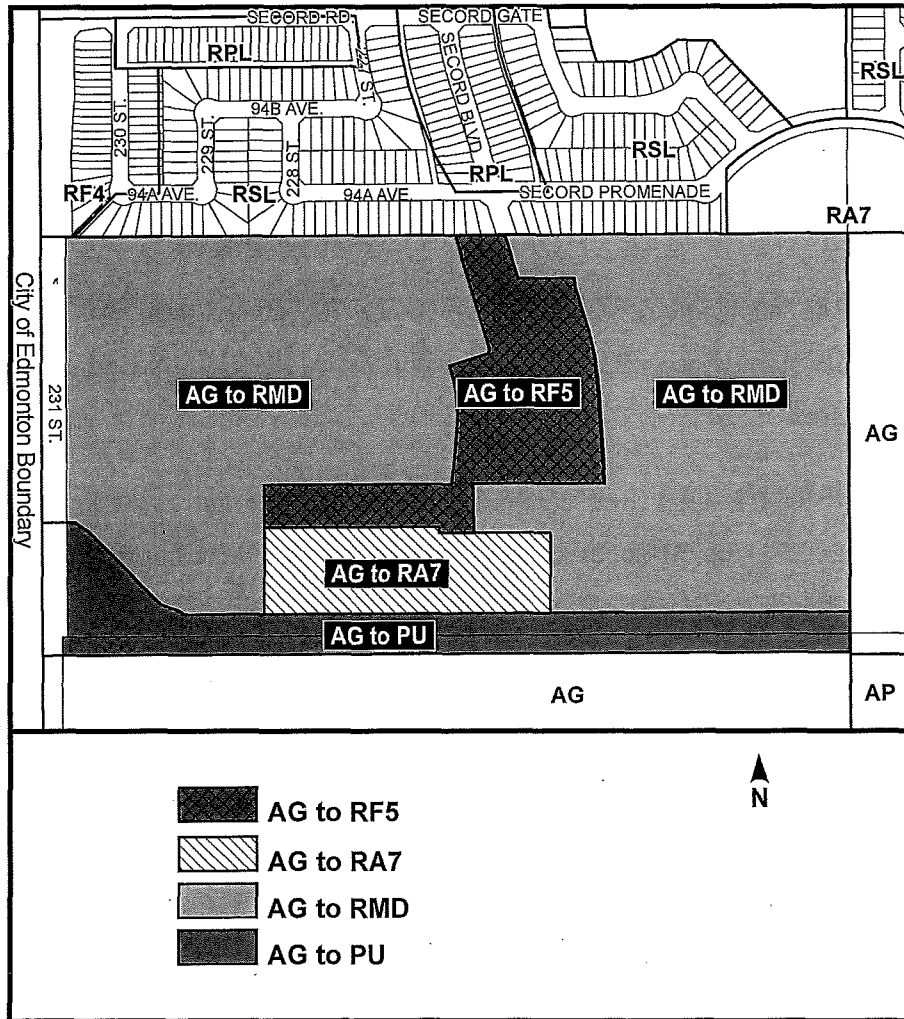 SECORD RD.
SECORD GATE
RPL
227 ST.
SECORD BLVD
RSL
94B AVE.
230 ST.
229 ST.
228 ST.
RSL
RPL
RF4
94A AVE.
RSL
94A AVE.
SECORD PROMENADE
RA7
City of Edmonton Boundary
231 ST.
AG to RMD
AG to RF5
AG to RMD
AG
AG to RA7
AG to PU
AG
AP
N
AG to RF5
AG to RA7
AG to RMD
AG to PU